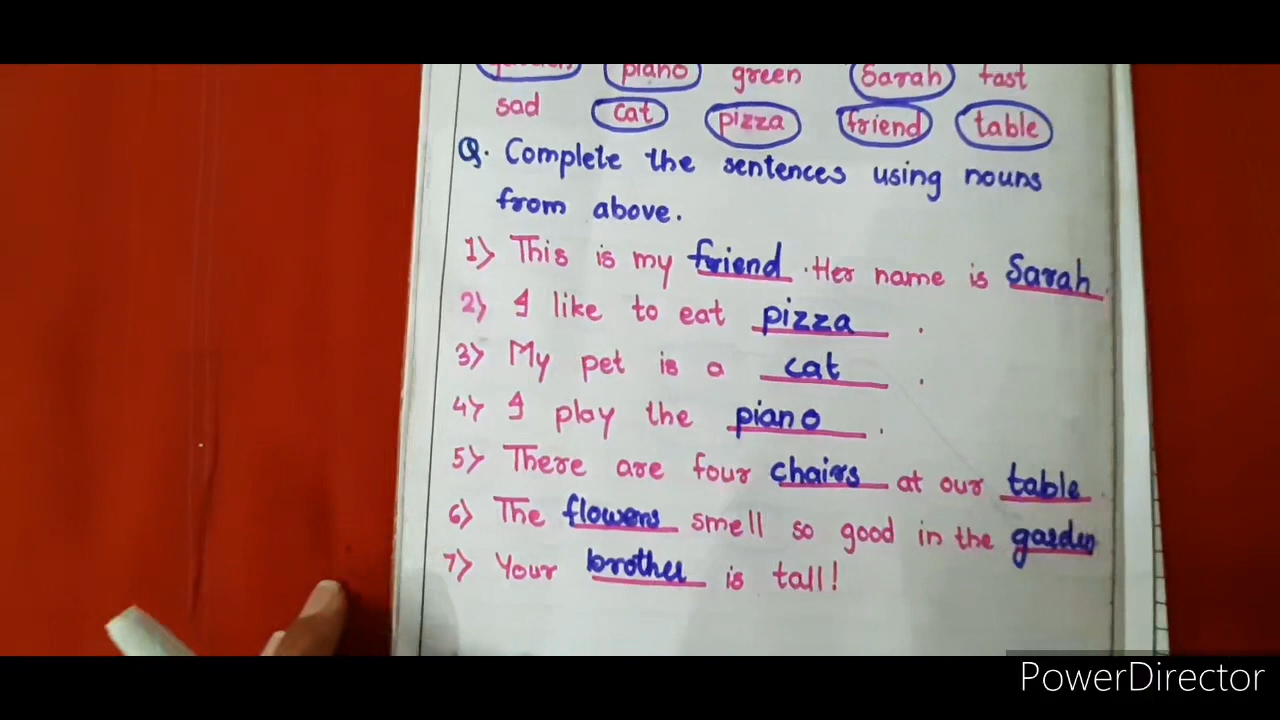 garden piano green Sarah fast
sad cat pizza friend table
Q. Complete the sentences using nouns
from above.
1) This is my friend. Her name is Sarah.
2) I like to eat pizza.
3) My pet is a cat.
4) I play the piano.
5) There are four chairs at our table.
6) The flowers smell so good in the garden
7) Your brother is tall!
PowerDirector